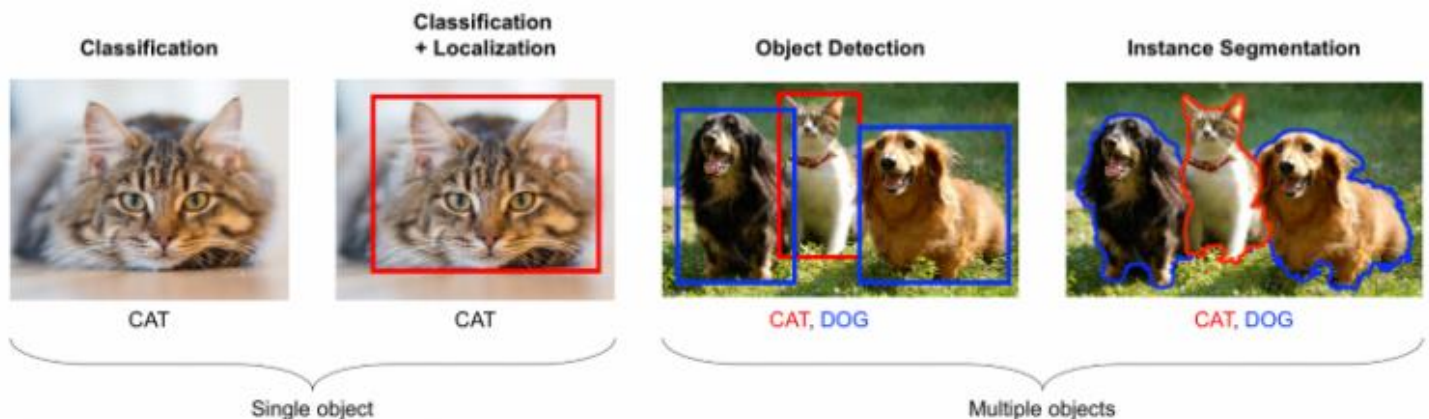 Classification
Classification
+ Localization
Object Detection
Instance Segmentation
CAT
CAT
CAT, DOG
CAT, DOG
Single object
Multiple objects